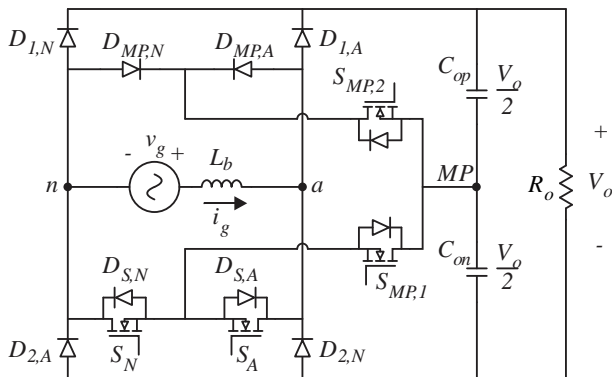 D1,N
DMP,N
DMP,A
D1,A
SMP,2
Cop
Vo
2
vg
- +
Lb
n
a
ig
MP
Ro
+
Vo
-
DS,N
DS,A
SMP,1
Con
Vo
2
D2,A
SN
SA
D2,N